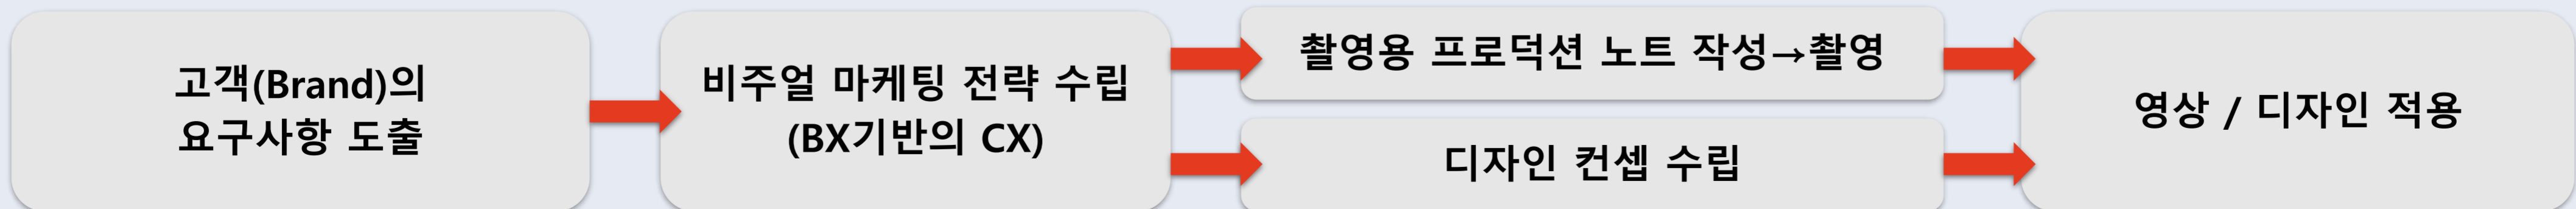 고객(Brand)의
요구사항 도출
비주얼 마케팅 전략 수립
(BX기반의 CX)
촬영용 프로덕션 노트 작성→촬영
디자인 컨셉 수립
영상 / 디자인 적용